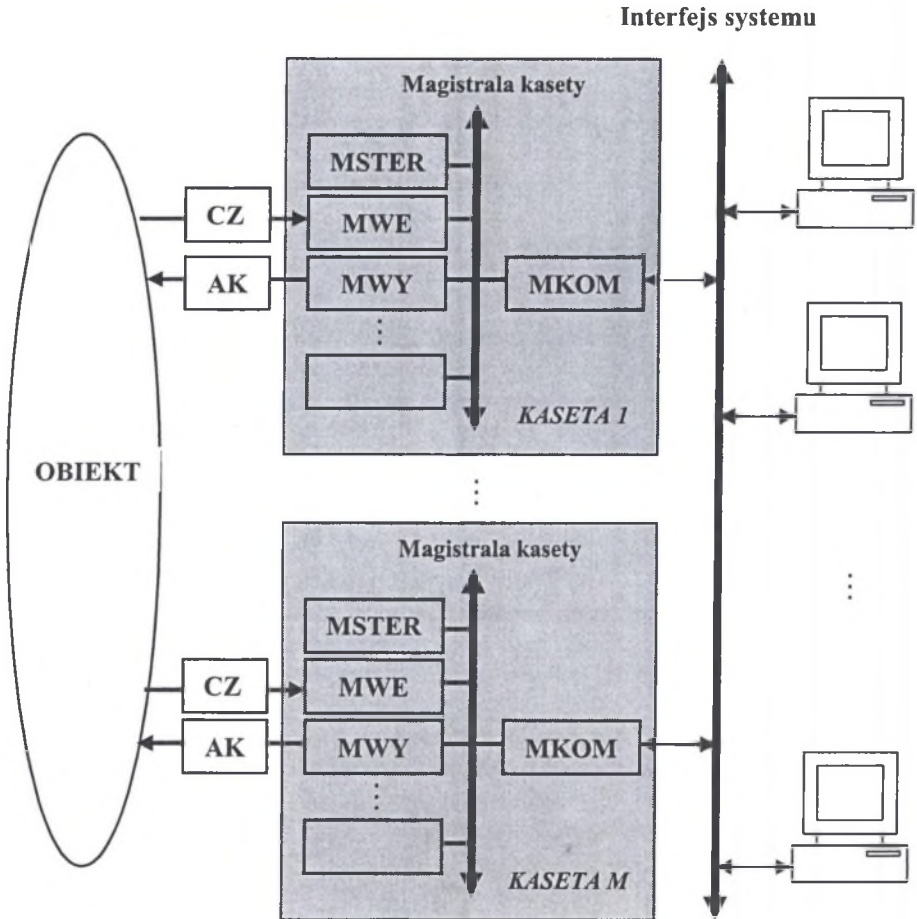 Interfejs systemu
Magistrala kasety
MSTER
CZ
MWE
AK
MWY
MKOM
KASETA 1
OBIEKT
Magistrala kasety
MSTER
CZ
MWE
AK
MWY
MKOM
KASETA M